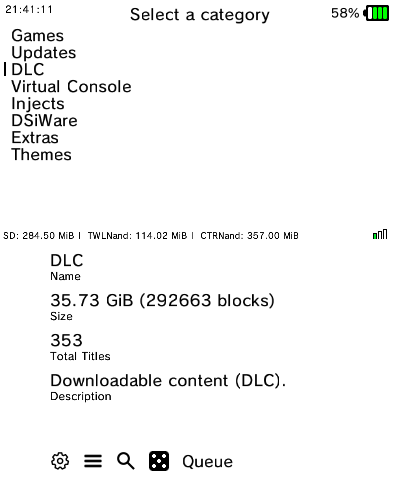 21:41:11
Select a category
58%
Games
Updates
DLC
Virtual Console
Injects
DSiWare
Extras
Themes
SD: 284.50 MiB | TWLNand: 114.02 MiB | CTRNand: 357.00 MiB
DLC
Name
35.73 GiB (292663 blocks)
Size
353
Total Titles
Downloadable content (DLC).
Description
Queue